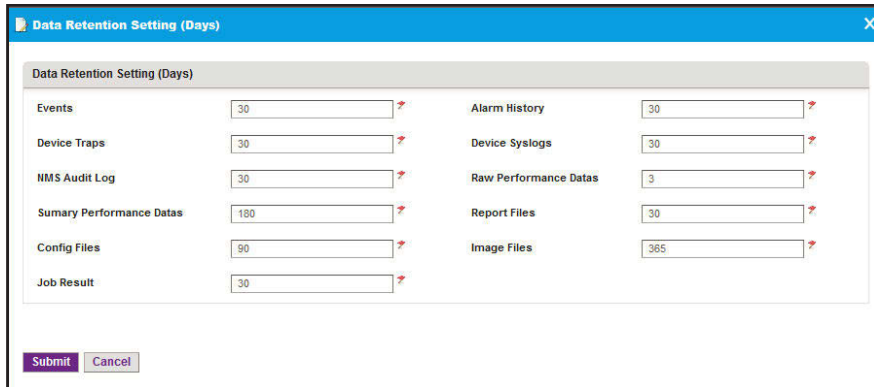 Data Retention Setting (Days)
Data Retention Setting (Days)
Events 30 Alarm History 30
Device Traps 30 Device Syslogs 30
NMS Audit Log 30 Raw Performance Datas 3
Sumary Performance Datas 180 Report Files 30
Config Files 90 Image Files 365
Job Result 30
Submit Cancel